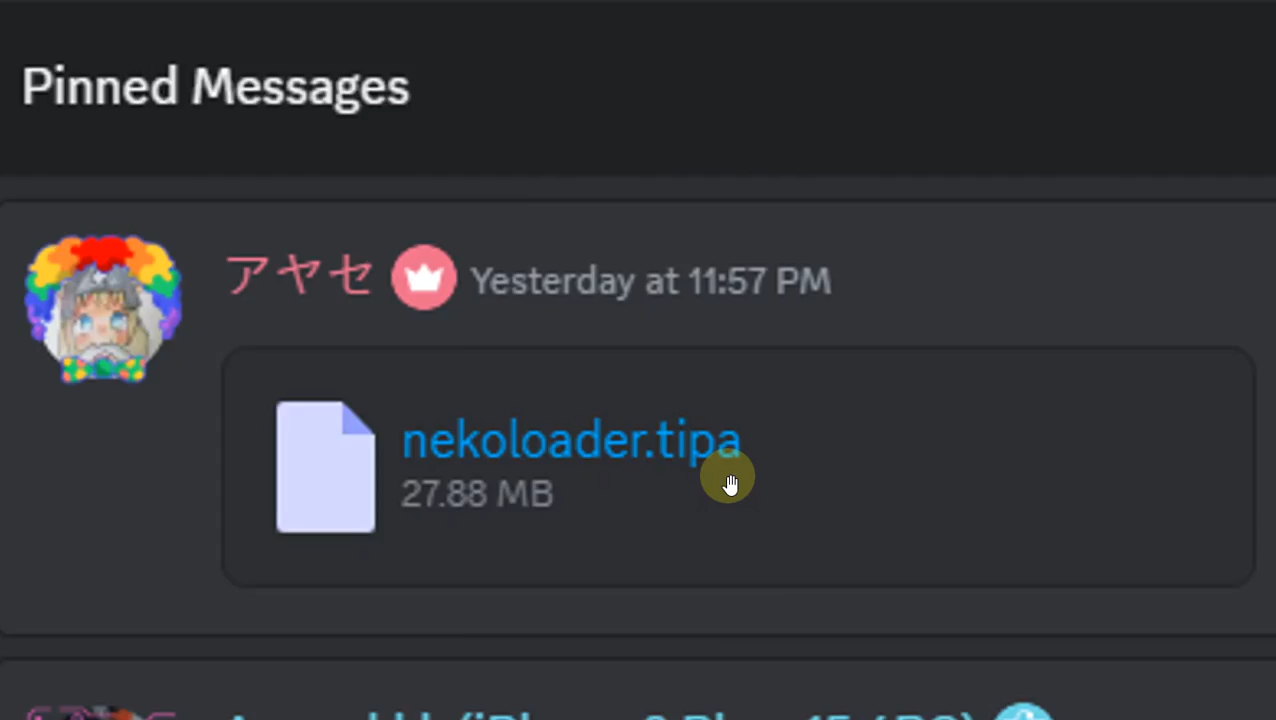 Pinned Messages
アヤセ Yesterday at 11:57 PM
nekoloader.tipa
27.88 MB